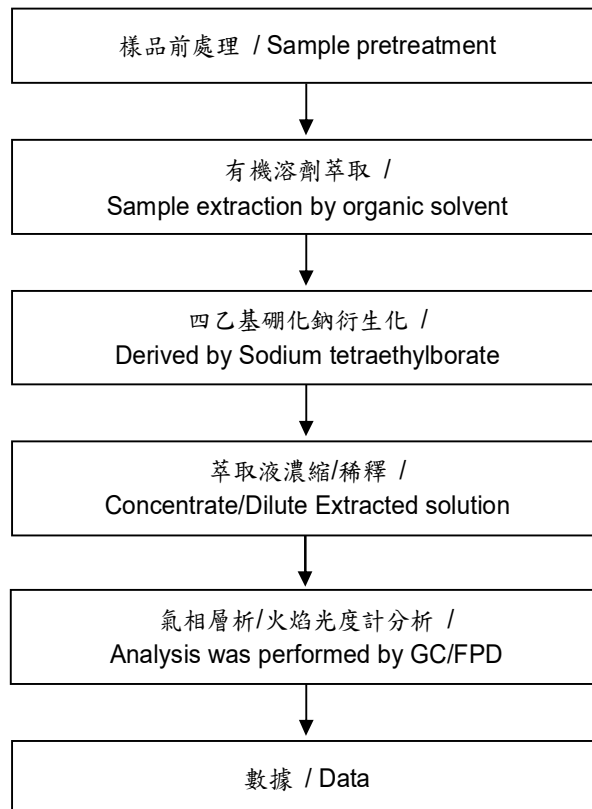 樣品前處理 / Sample pretreatment
有機溶劑萃取 /
Sample extraction by organic solvent
四乙基硼化鈉衍生化 /
Derived by Sodium tetraethylborate
萃取液濃縮/稀釋 /
Concentrate/Dilute Extracted solution
氣相層析/火焰光度計分析 /
Analysis was performed by GC/FPD
數據 / Data